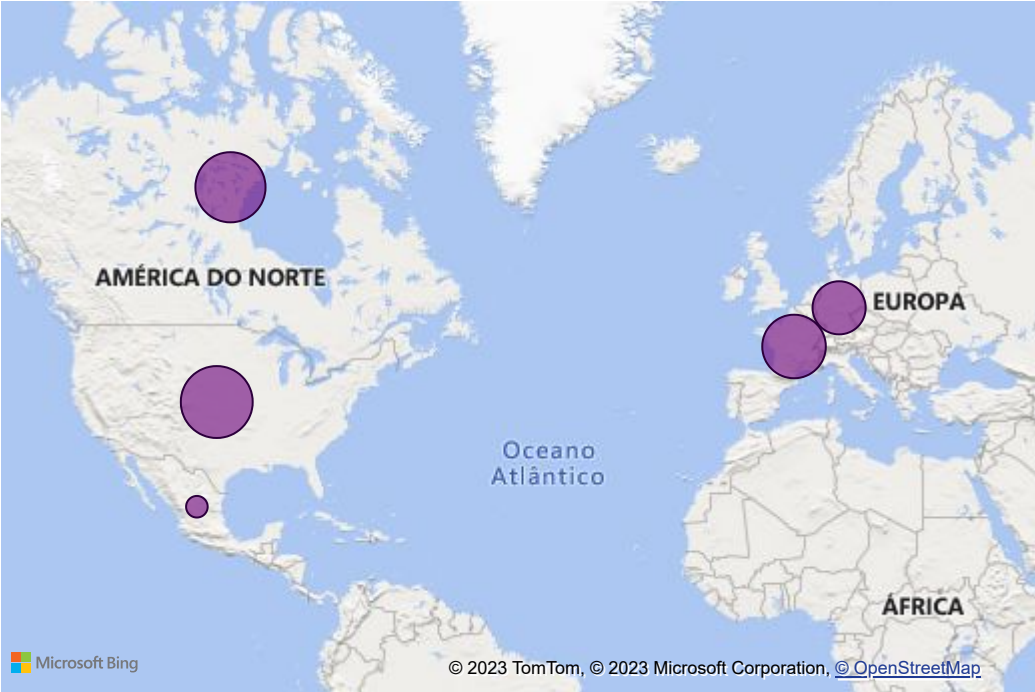 AMÉRICA DO NORTE
EUROPA
Oceano
Atlântico
ÁFRICA
Microsoft Bing
© 2023 TomTom, © 2023 Microsoft Corporation, © OpenStreetMap